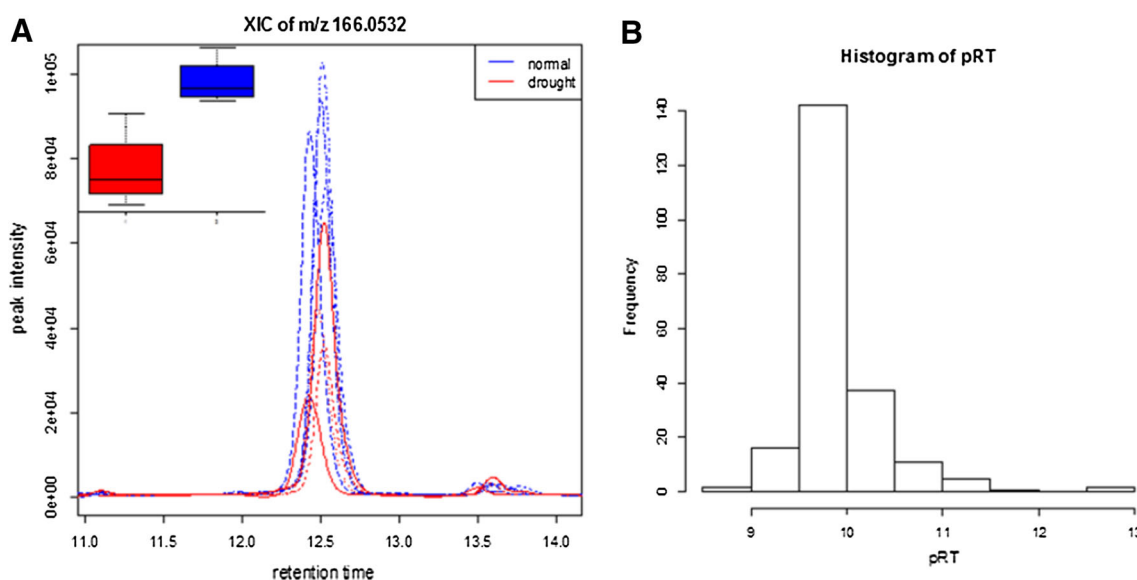 A
XIC of m/z 166.0532
normal
drought
peak intensity
0e+00
2e+04
4e+04
6e+04
8e+04
1e+05
11.0 11.5 12.0 12.5 13.0 13.5 14.0
retention time
B
Histogram of pRT
Frequency
0 20 40 60 80 100 120 140
9 10 11 12 13
pRT